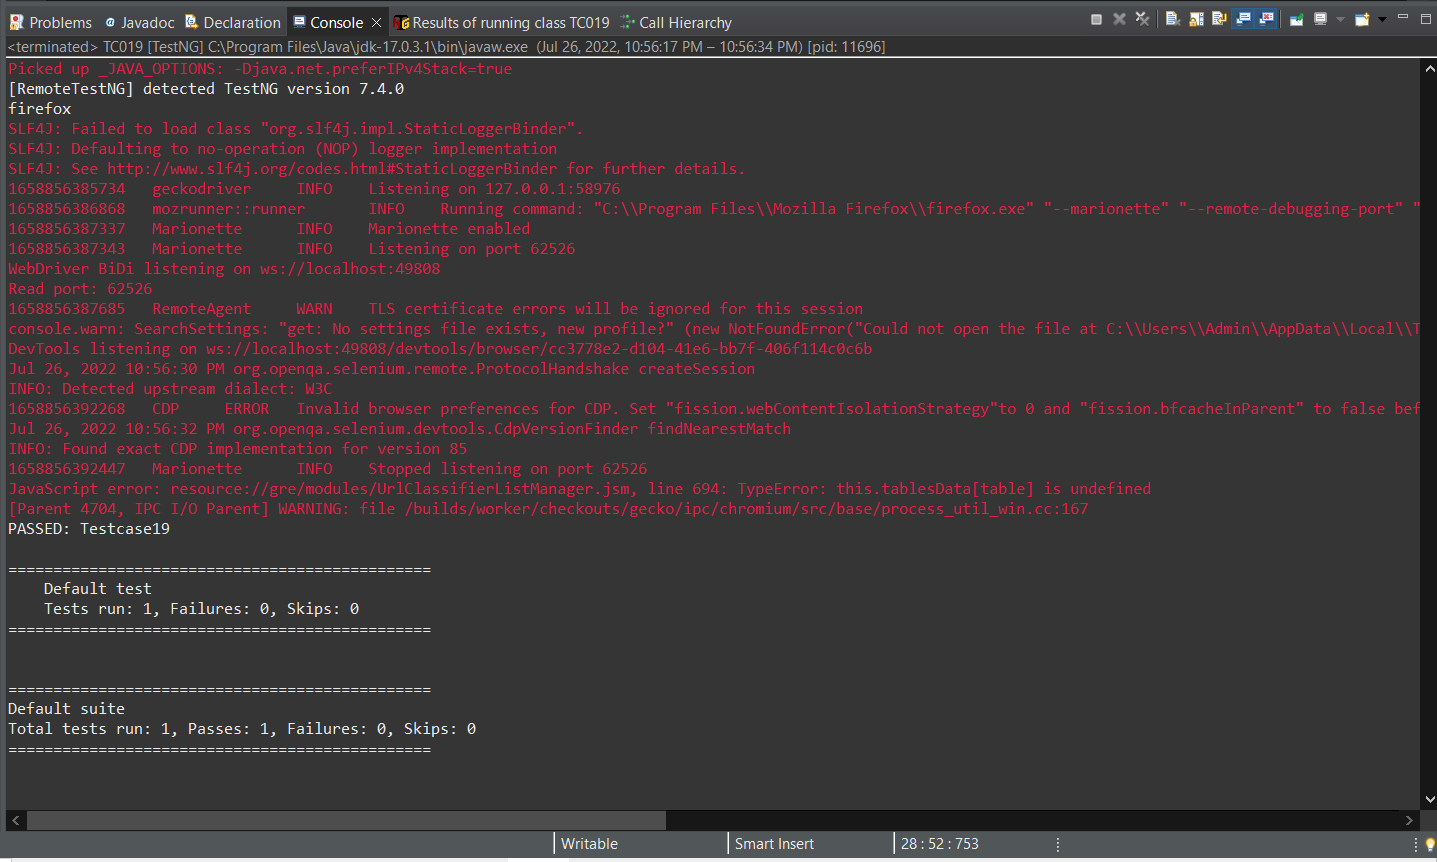 Problems @ Javadoc Declaration Console Results of running class TC019 Call Hierarchy
<terminated> TC019 [TestNG] C:\Program Files\Java\jdk-17.0.3.1\bin\javaw.exe (Jul 26, 2022, 10:56:17 PM – 10:56:34 PM) [pid: 11696]
Picked up _JAVA_OPTIONS: -Djava.net.preferIPv4Stack=true
[RemoteTestNG] detected TestNG version 7.4.0
firefox
SLF4J: Failed to load class "org.slf4j.impl.StaticLoggerBinder".
SLF4J: Defaulting to no-operation (NOP) logger implementation
SLF4J: See http://www.slf4j.org/codes.html#StaticLoggerBinder for further details.
1658856385734 geckodriver INFO Listening on 127.0.0.1:58976
1658856386868 mozrunner::runner INFO Running command: "C:\\Program Files\\Mozilla Firefox\\firefox.exe" "--marionette" "--remote-debugging-port" "
1658856387337 Marionette INFO Marionette enabled
1658856387343 Marionette INFO Listening on port 62526
WebDriver BiDi listening on ws://localhost:49808
Read port: 62526
1658856387685 RemoteAgent WARN TLS certificate errors will be ignored for this session
console.warn: SearchSettings: "get: No settings file exists, new profile?" (new NotFoundError("Could not open the file at C:\\Users\\Admin\\AppData\\Local\\T
DevTools listening on ws://localhost:49808/devtools/browser/cc3778e2-d104-41e6-bb7f-406f114c0c6b
Jul 26, 2022 10:56:30 PM org.openqa.selenium.remote.ProtocolHandshake createSession
INFO: Detected upstream dialect: W3C
1658856392268 CDP ERROR Invalid browser preferences for CDP. Set "fission.webContentIsolationStrategy"to 0 and "fission.bfcacheInParent" to false bef
Jul 26, 2022 10:56:32 PM org.openqa.selenium.devtools.CdpVersionFinder findNearestMatch
INFO: Found exact CDP implementation for version 85
1658856392447 Marionette INFO Stopped listening on port 62526
JavaScript error: resource://gre/modules/UrlClassifierListManager.jsm, line 694: TypeError: this.tablesData[table] is undefined
[Parent 4704, IPC I/O Parent] WARNING: file /builds/worker/checkouts/gecko/ipc/chromium/src/base/process_util_win.cc:167
PASSED: Testcase19
===============================================
Default test
Tests run: 1, Failures: 0, Skips: 0
===============================================
===============================================
Default suite
Total tests run: 1, Passes: 1, Failures: 0, Skips: 0
===============================================
Writable Smart Insert 28 : 52 : 753